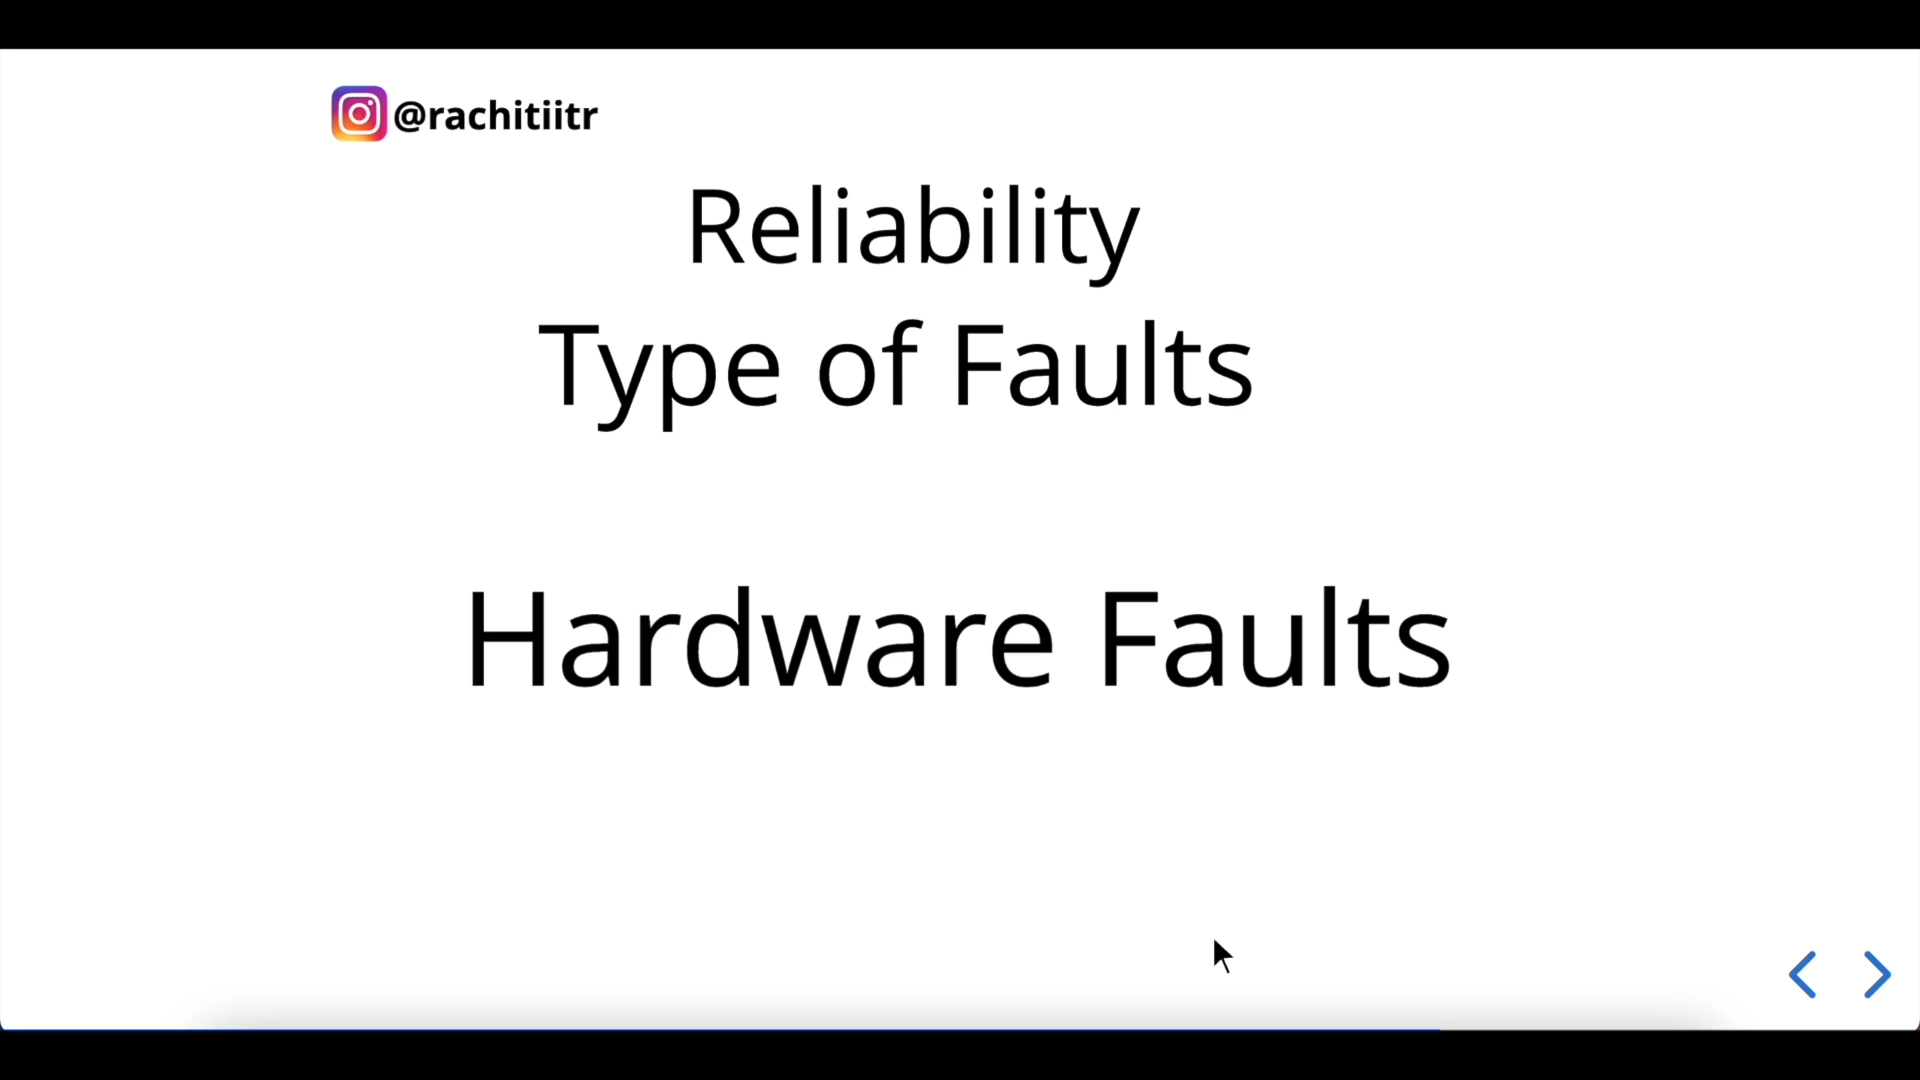 @rachitiitr
Reliability
Type of Faults
Hardware Faults